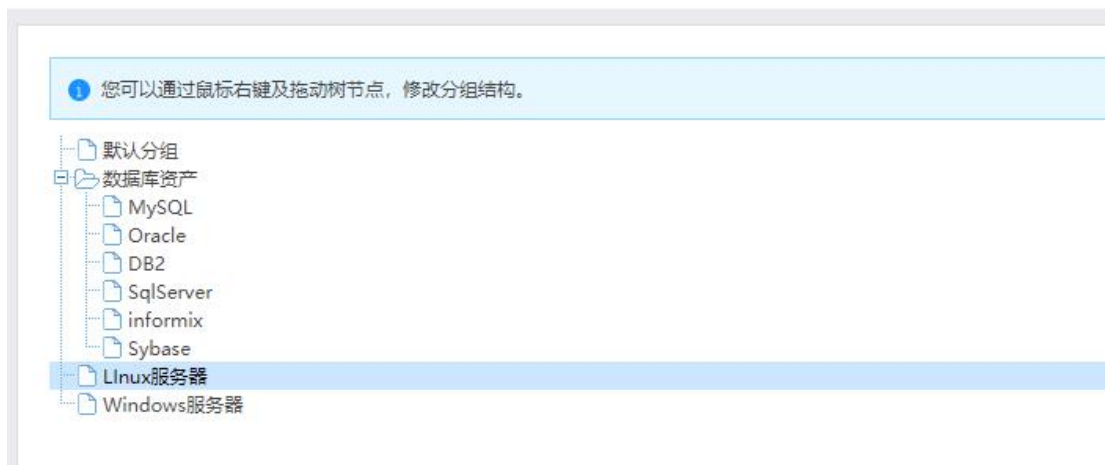 您可以通过鼠标右键及拖动树节点，修改分组结构。
默认分组
数据库资产
MySQL
Oracle
DB2
SqlServer
informix
Sybase
LInux服务器
Windows服务器